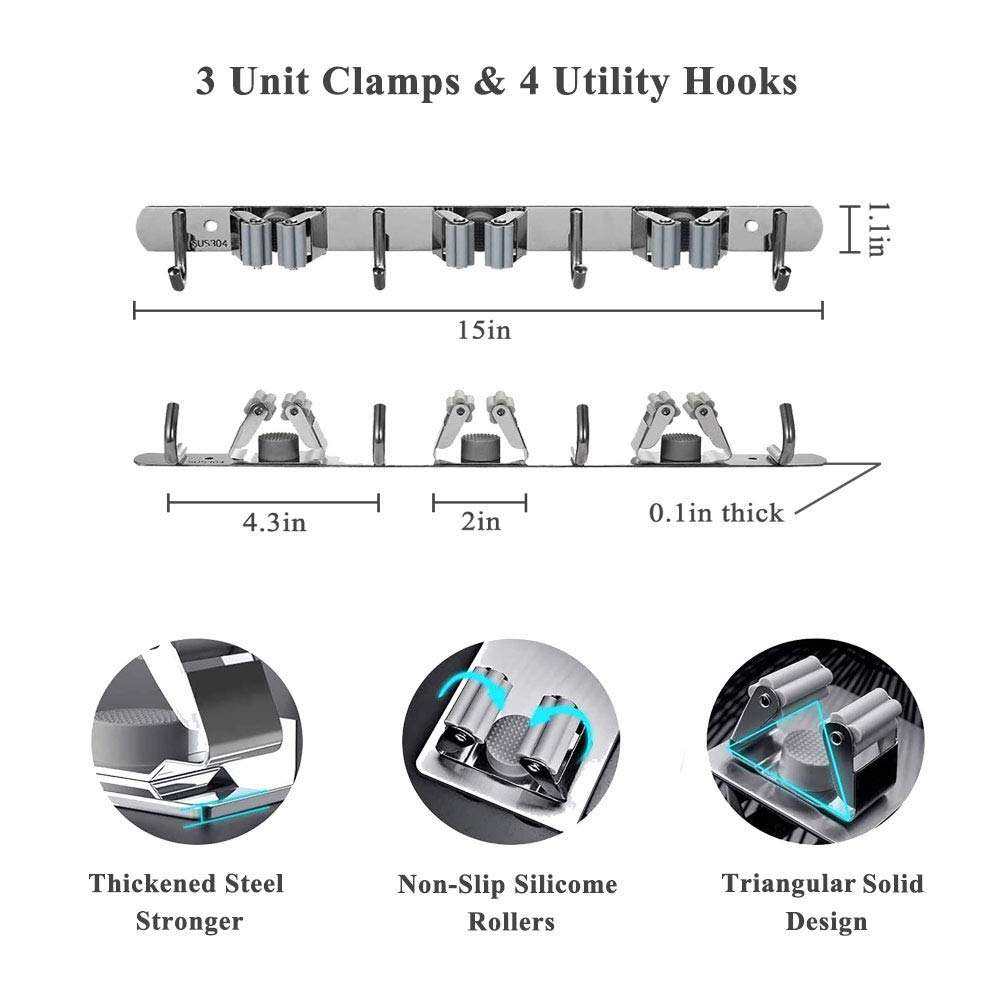 3 Unit Clamps & 4 Utility Hooks
SUS304
1.1in
15in
SUS304
4.3in
2in
0.1in thick
Thickened Steel
Stronger
Non-Slip Silicome
Rollers
Triangular Solid
Design